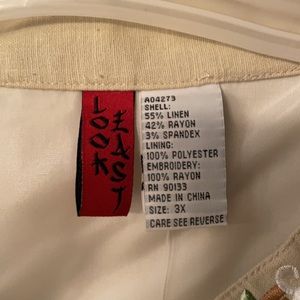 LOOK
EAST
A04273
SHELL:
55% LINEN
42% RAYON
3% SPANDEX
LINING:
100% POLYESTER
EMBROIDERY:
100% RAYON
RN 90133
MADE IN CHINA
SIZE: 3X
CARE SEE REVERSE